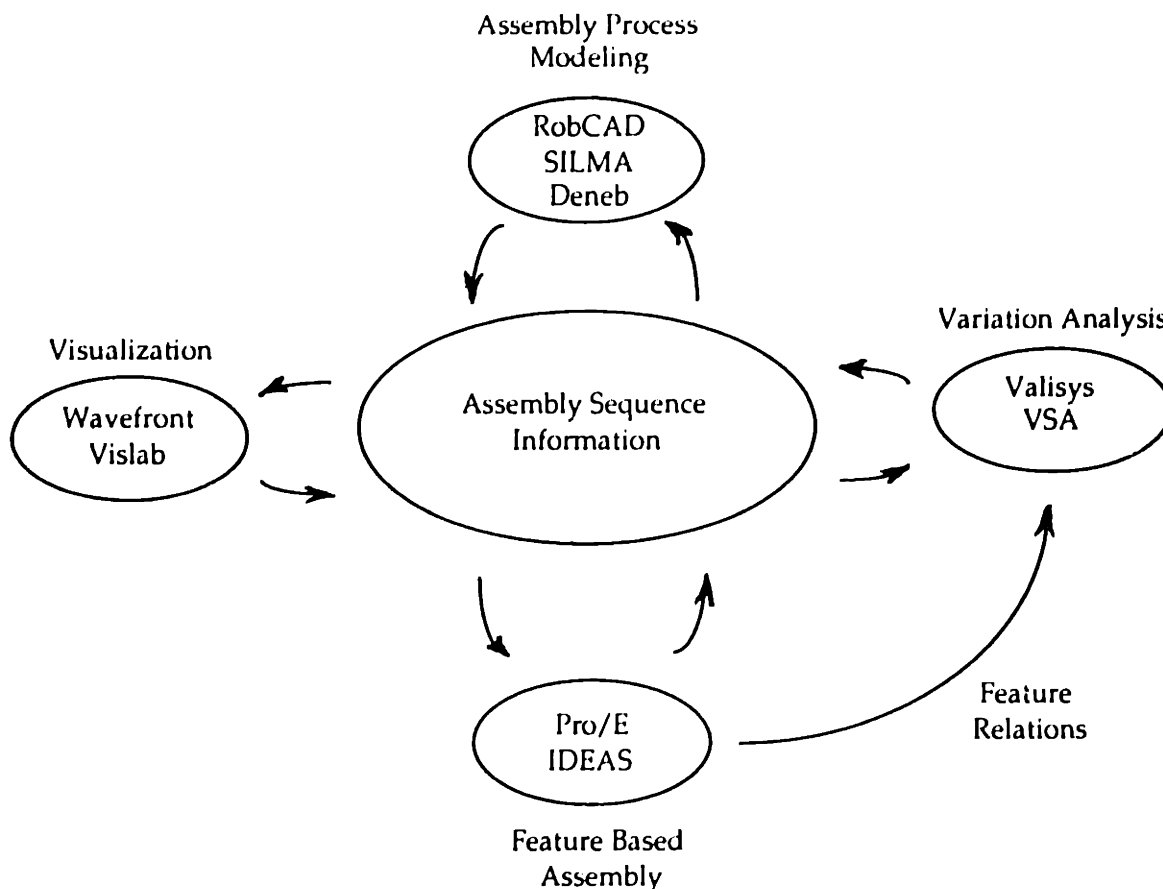 Assembly Process
Modeling
RobCAD
SILMA
Deneb
Variation Analysis
Visualization
Valisys
VSA
Wavefront
Vislab
Assembly Sequence
Information
Feature
Relations
Pro/E
IDEAS
Feature Based
Assembly